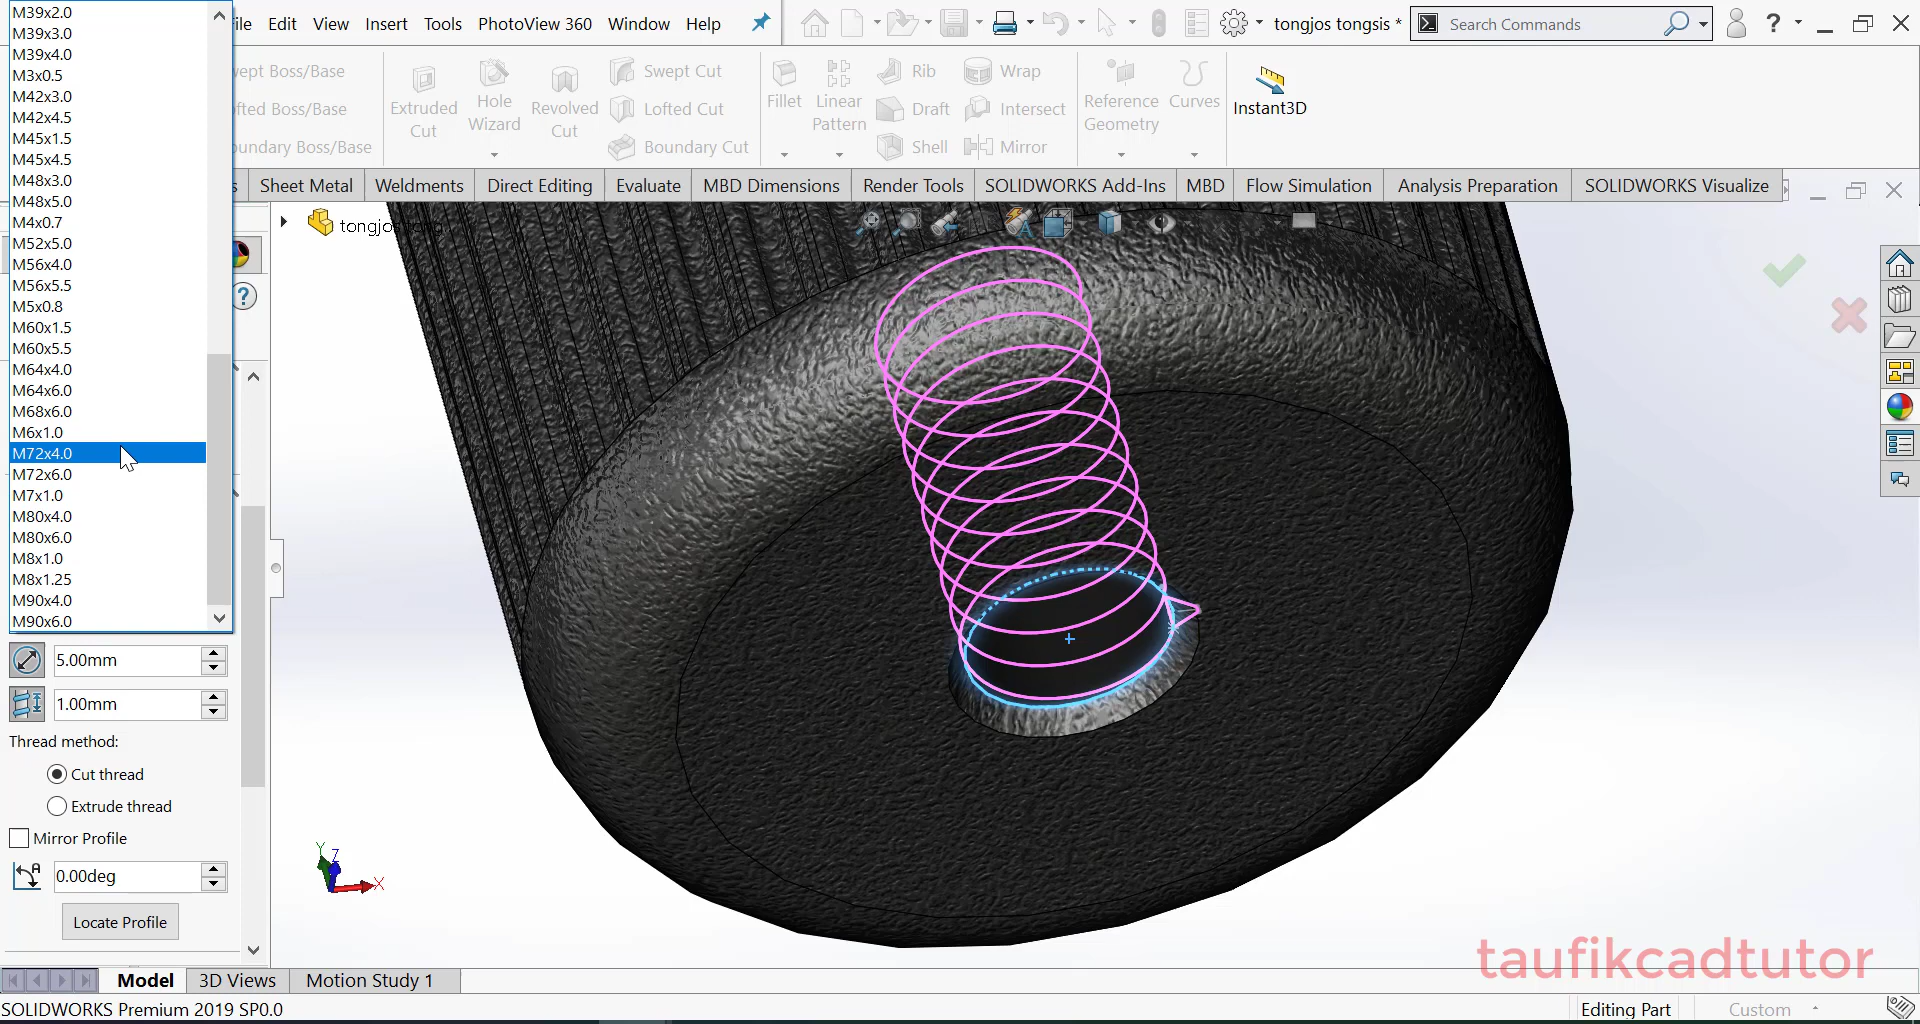 M39x2.0
M39x3.0
M39x4.0
M3x0.5
M42x3.0
M42x4.5
M45x1.5
M45x4.5
M48x3.0
M48x5.0
M4x0.7
M52x5.0
M56x4.0
M56x5.5
M5x0.8
M60x1.5
M60x5.5
M64x4.0
M64x6.0
M68x6.0
M6x1.0
M72x4.0
M72x6.0
M7x1.0
M80x4.0
M80x6.0
M8x1.0
M8x1.25
M90x4.0
M90x6.0
ile Edit View Insert Tools PhotoView 360 Window Help
tongjos tongsis *
Search Commands
wept Boss/Base
ofted Boss/Base
oundary Boss/Base
Extruded Cut
Hole Wizard
Revolved Cut
Swept Cut
Lofted Cut
Boundary Cut
Fillet
Linear Pattern
Rib
Draft
Shell
Wrap
Intersect
Mirror
Reference Geometry
Curves
Instant3D
s Sheet Metal Weldments Direct Editing Evaluate MBD Dimensions Render Tools SOLIDWORKS Add-Ins MBD Flow Simulation Analysis Preparation SOLIDWORKS Visualize
5.00mm
1.00mm
Thread method:
Cut thread
Extrude thread
Mirror Profile
0.00deg
Locate Profile
Y
Z
X
taufikcadtutor
Model 3D Views Motion Study 1
SOLIDWORKS Premium 2019 SP0.0
Editing Part
Custom